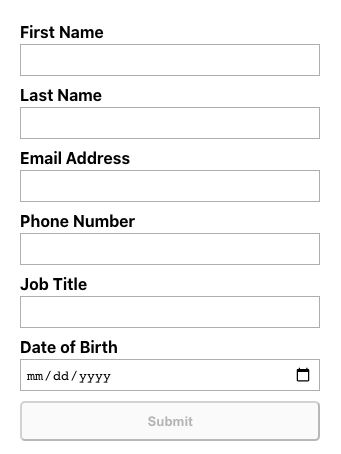 First Name
Last Name
Email Address
Phone Number
Job Title
Date of Birth
mm/dd/yyyy
Submit